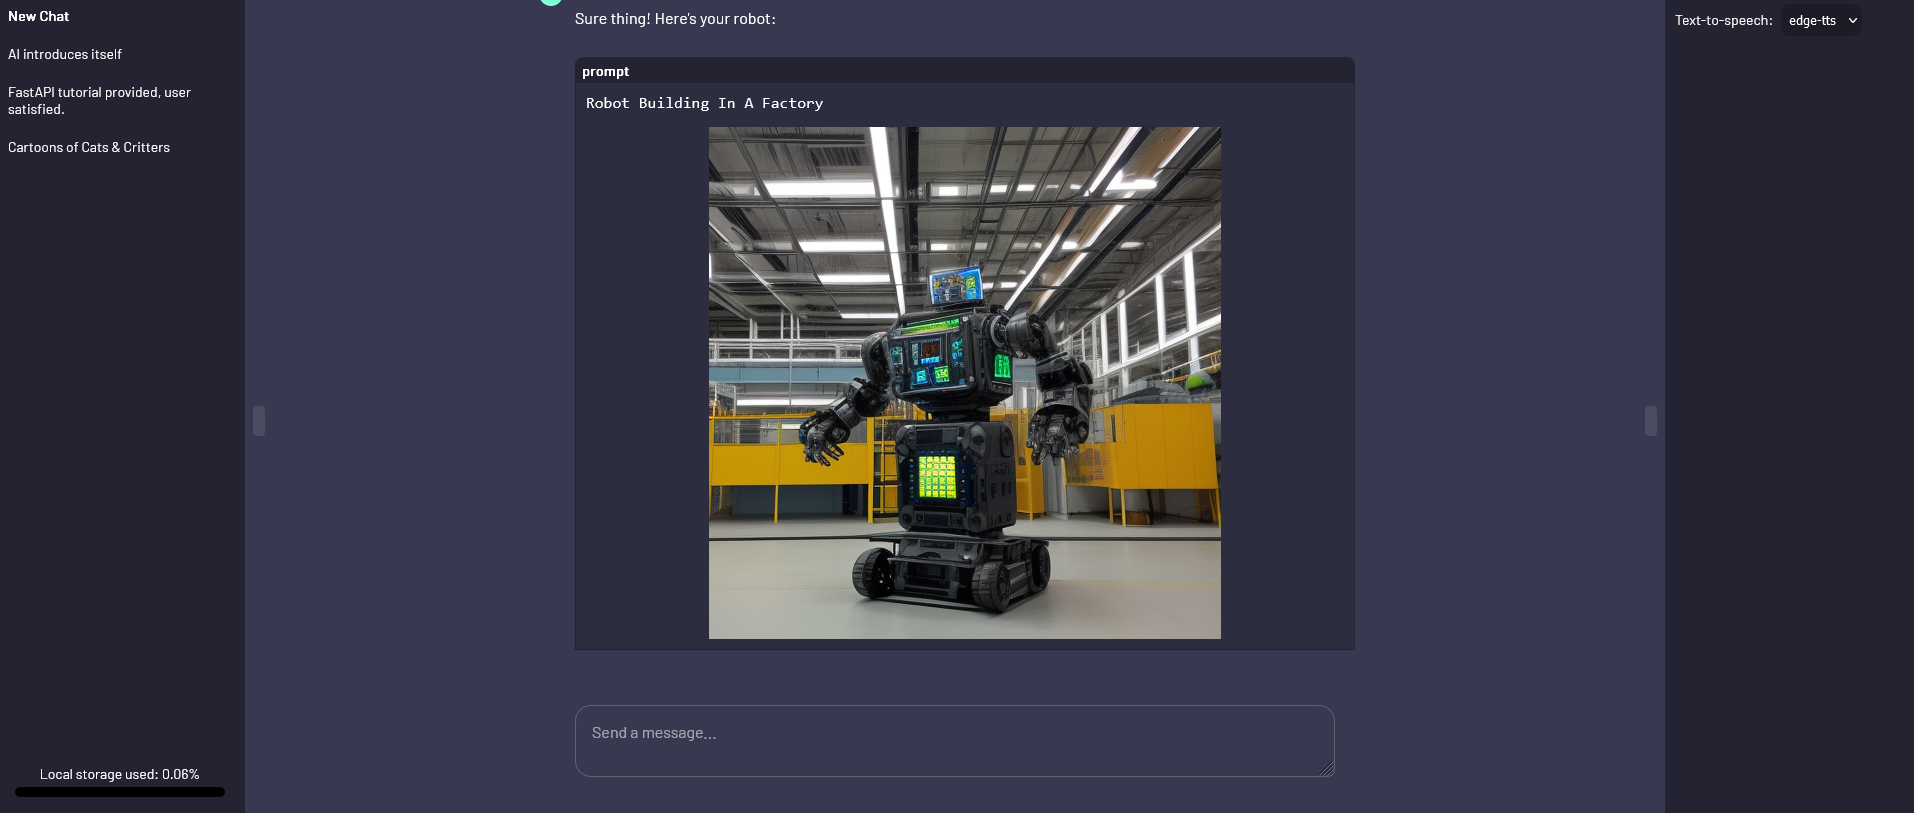 New Chat
AI introduces itself
FastAPI tutorial provided, user
satisfied.
Cartoons of Cats & Critters
Local storage used: 0.06%
Sure thing! Here's your robot:
prompt
Robot Building In A Factory
Send a message...
Text-to-speech: edge-tts